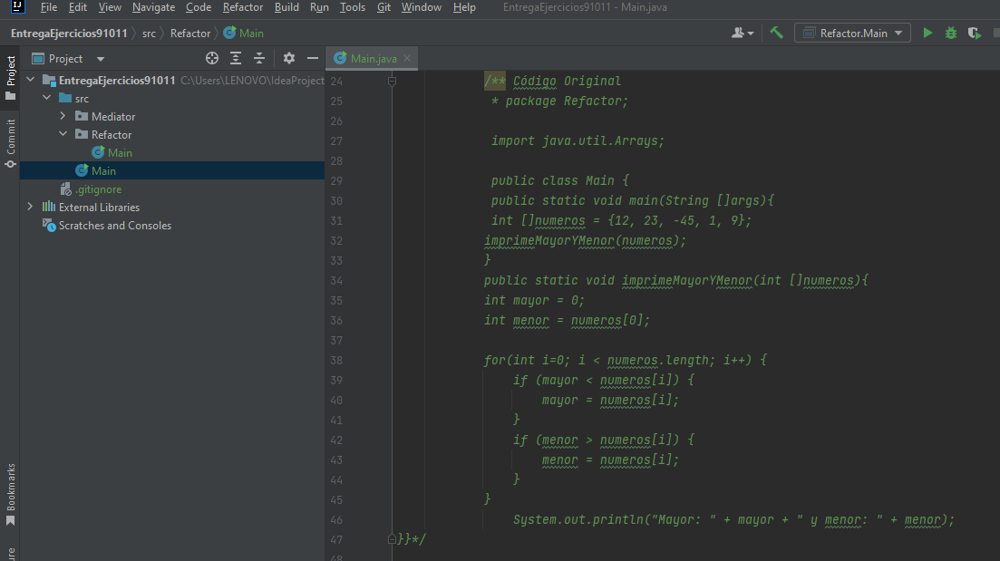 IJ File Edit View Navigate Code Refactor Build Run Tools Git Window Help EntregaEjercicios91011 - Main.java
EntregaEjercicios91011 src Refactor Main Refactor.Main
Project
Commit
Bookmarks
Project
EntregaEjercicios91011 C:\Users\LENOVO\IdeaProject
src
Mediator
Refactor
Main
Main
.gitignore
External Libraries
Scratches and Consoles
Main.java
24 /** Código Original
25 * package Refactor;
26
27 import java.util.Arrays;
28
29 public class Main {
30 public static void main(String []args){
31 int []numeros = {12, 23, -45, 1, 9};
32 imprimeMayorYMenor(numeros);
33 }
34 public static void imprimeMayorYMenor(int []numeros){
35 int mayor = 0;
36 int menor = numeros[0];
37
38 for(int i=0; i < numeros.length; i++) {
39 if (mayor < numeros[i]) {
40 mayor = numeros[i];
41 }
42 if (menor > numeros[i]) {
43 menor = numeros[i];
44 }
45 }
46 System.out.println("Mayor: " + mayor + " y menor: " + menor);
47 }}*/
48